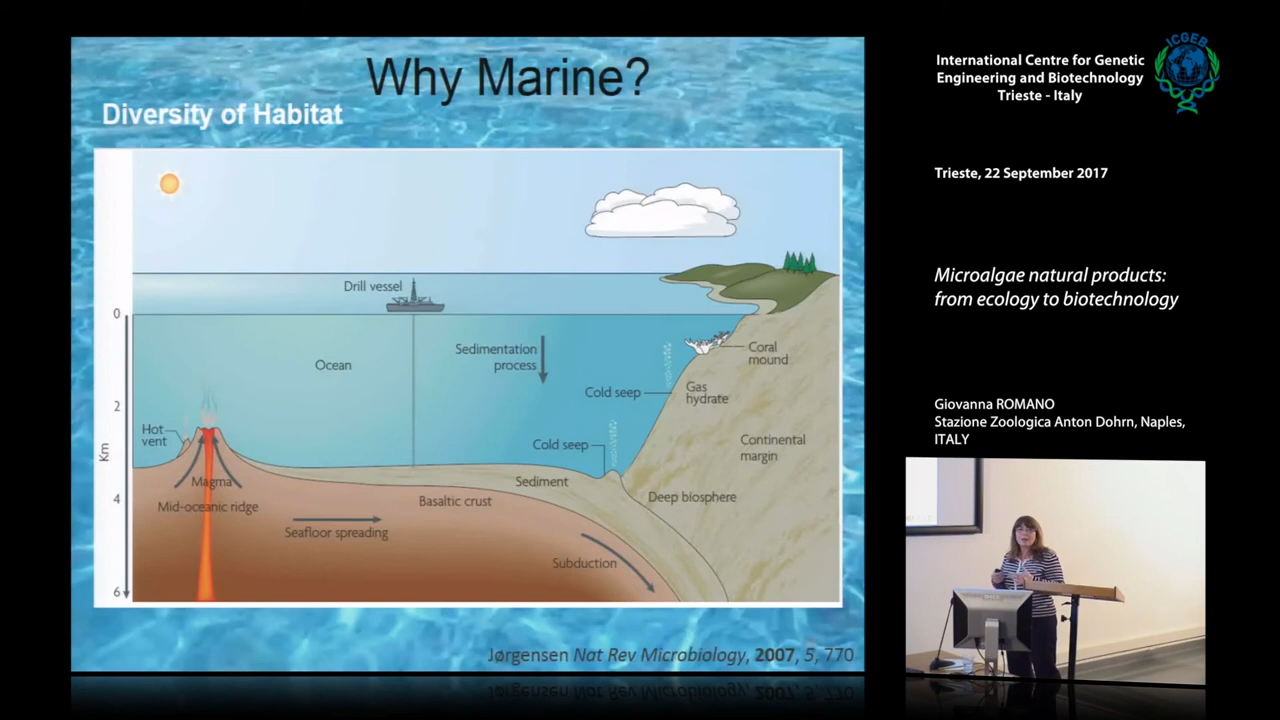 Why Marine?
Diversity of Habitat
Drill vessel
0
Ocean
Sedimentation
process
Coral
mound
Cold seep
Gas
hydrate
2
Hot
vent
Km
Cold seep
Continental
margin
Magma
Sediment
4
Mid-oceanic ridge
Basaltic crust
Deep biosphere
Seafloor spreading
Subduction
6
Jørgensen Nat Rev Microbiology, 2007, 5, 770
ICGEB
International Centre for Genetic
Engineering and Biotechnology
Trieste - Italy
Trieste, 22 September 2017
Microalgae natural products:
from ecology to biotechnology
Giovanna ROMANO
Stazione Zoologica Anton Dohrn, Naples,
ITALY